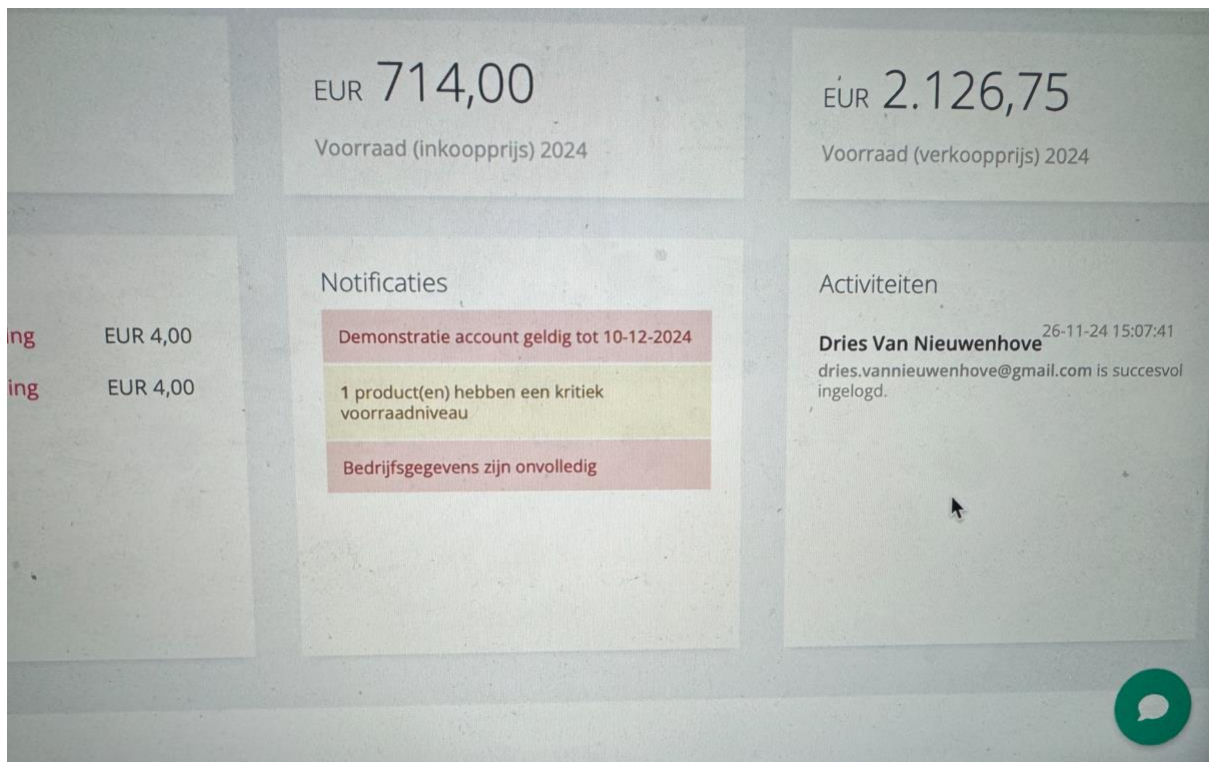 EUR 714,00
Voorraad (inkoopprijs) 2024
EUR 2.126,75
Voorraad (verkoopprijs) 2024
ng EUR 4,00
ing EUR 4,00
Notificaties
Demonstratie account geldig tot 10-12-2024
1 product(en) hebben een kritiek
voorraadniveau
Bedrijfsgegevens zijn onvolledig
Activiteiten
Dries Van Nieuwenhove 26-11-24 15:07:41
dries.vannieuwenhove@gmail.com is succesvol
ingelogd.